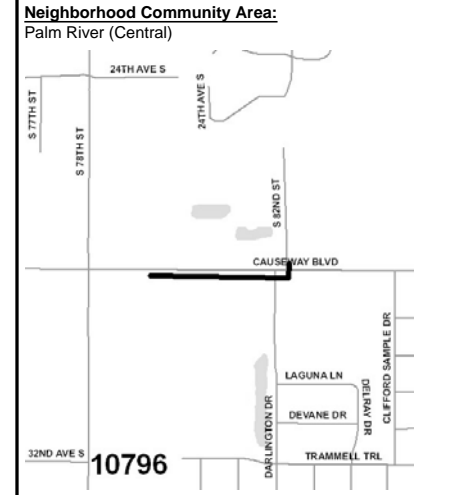 Neighborhood Community Area:
Palm River (Central)
24TH AVE S
S 77TH ST
S 78TH ST
24TH AVE S
S 82ND ST
CAUSEWAY BLVD
LAGUNA LN
DELRAY DR
CLIFFORD SAMPLE DR
DEVANE DR
DARLINGTON DR
32ND AVE S
10796
TRAMMELL TRL